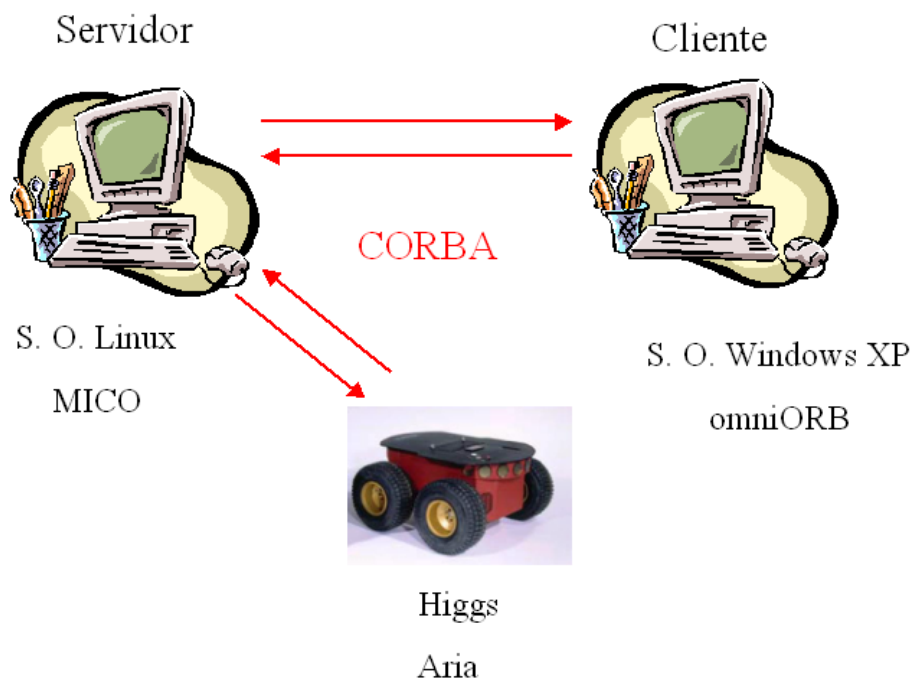 Servidor
Cliente
CORBA
S. O. Linux
MICO
S. O. Windows XP
omniORB
Higgs
Aria